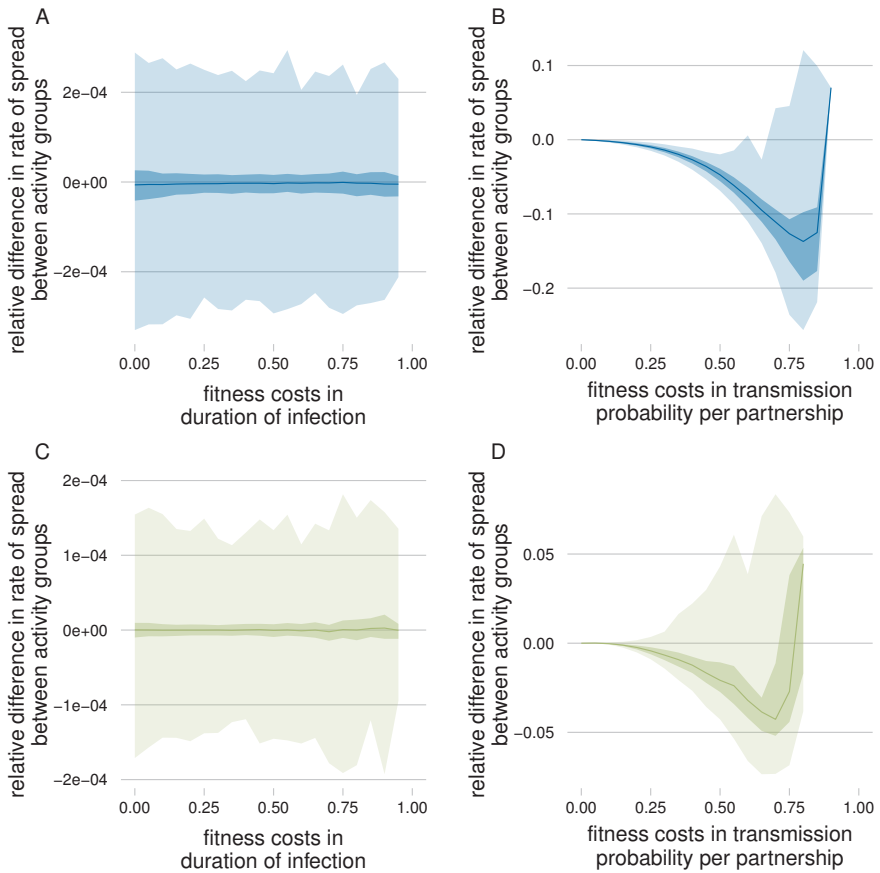 A
relative difference in rate of spread
between activity groups
2e−04
0e+00
−2e−04
0.00 0.25 0.50 0.75 1.00
fitness costs in
duration of infection
B
relative difference in rate of spread
between activity groups
0.1
0.0
−0.1
−0.2
0.00 0.25 0.50 0.75 1.00
fitness costs in transmission
probability per partnership
C
relative difference in rate of spread
between activity groups
2e−04
1e−04
0e+00
−1e−04
−2e−04
0.00 0.25 0.50 0.75 1.00
fitness costs in
duration of infection
D
relative difference in rate of spread
between activity groups
0.05
0.00
−0.05
0.00 0.25 0.50 0.75 1.00
fitness costs in transmission
probability per partnership